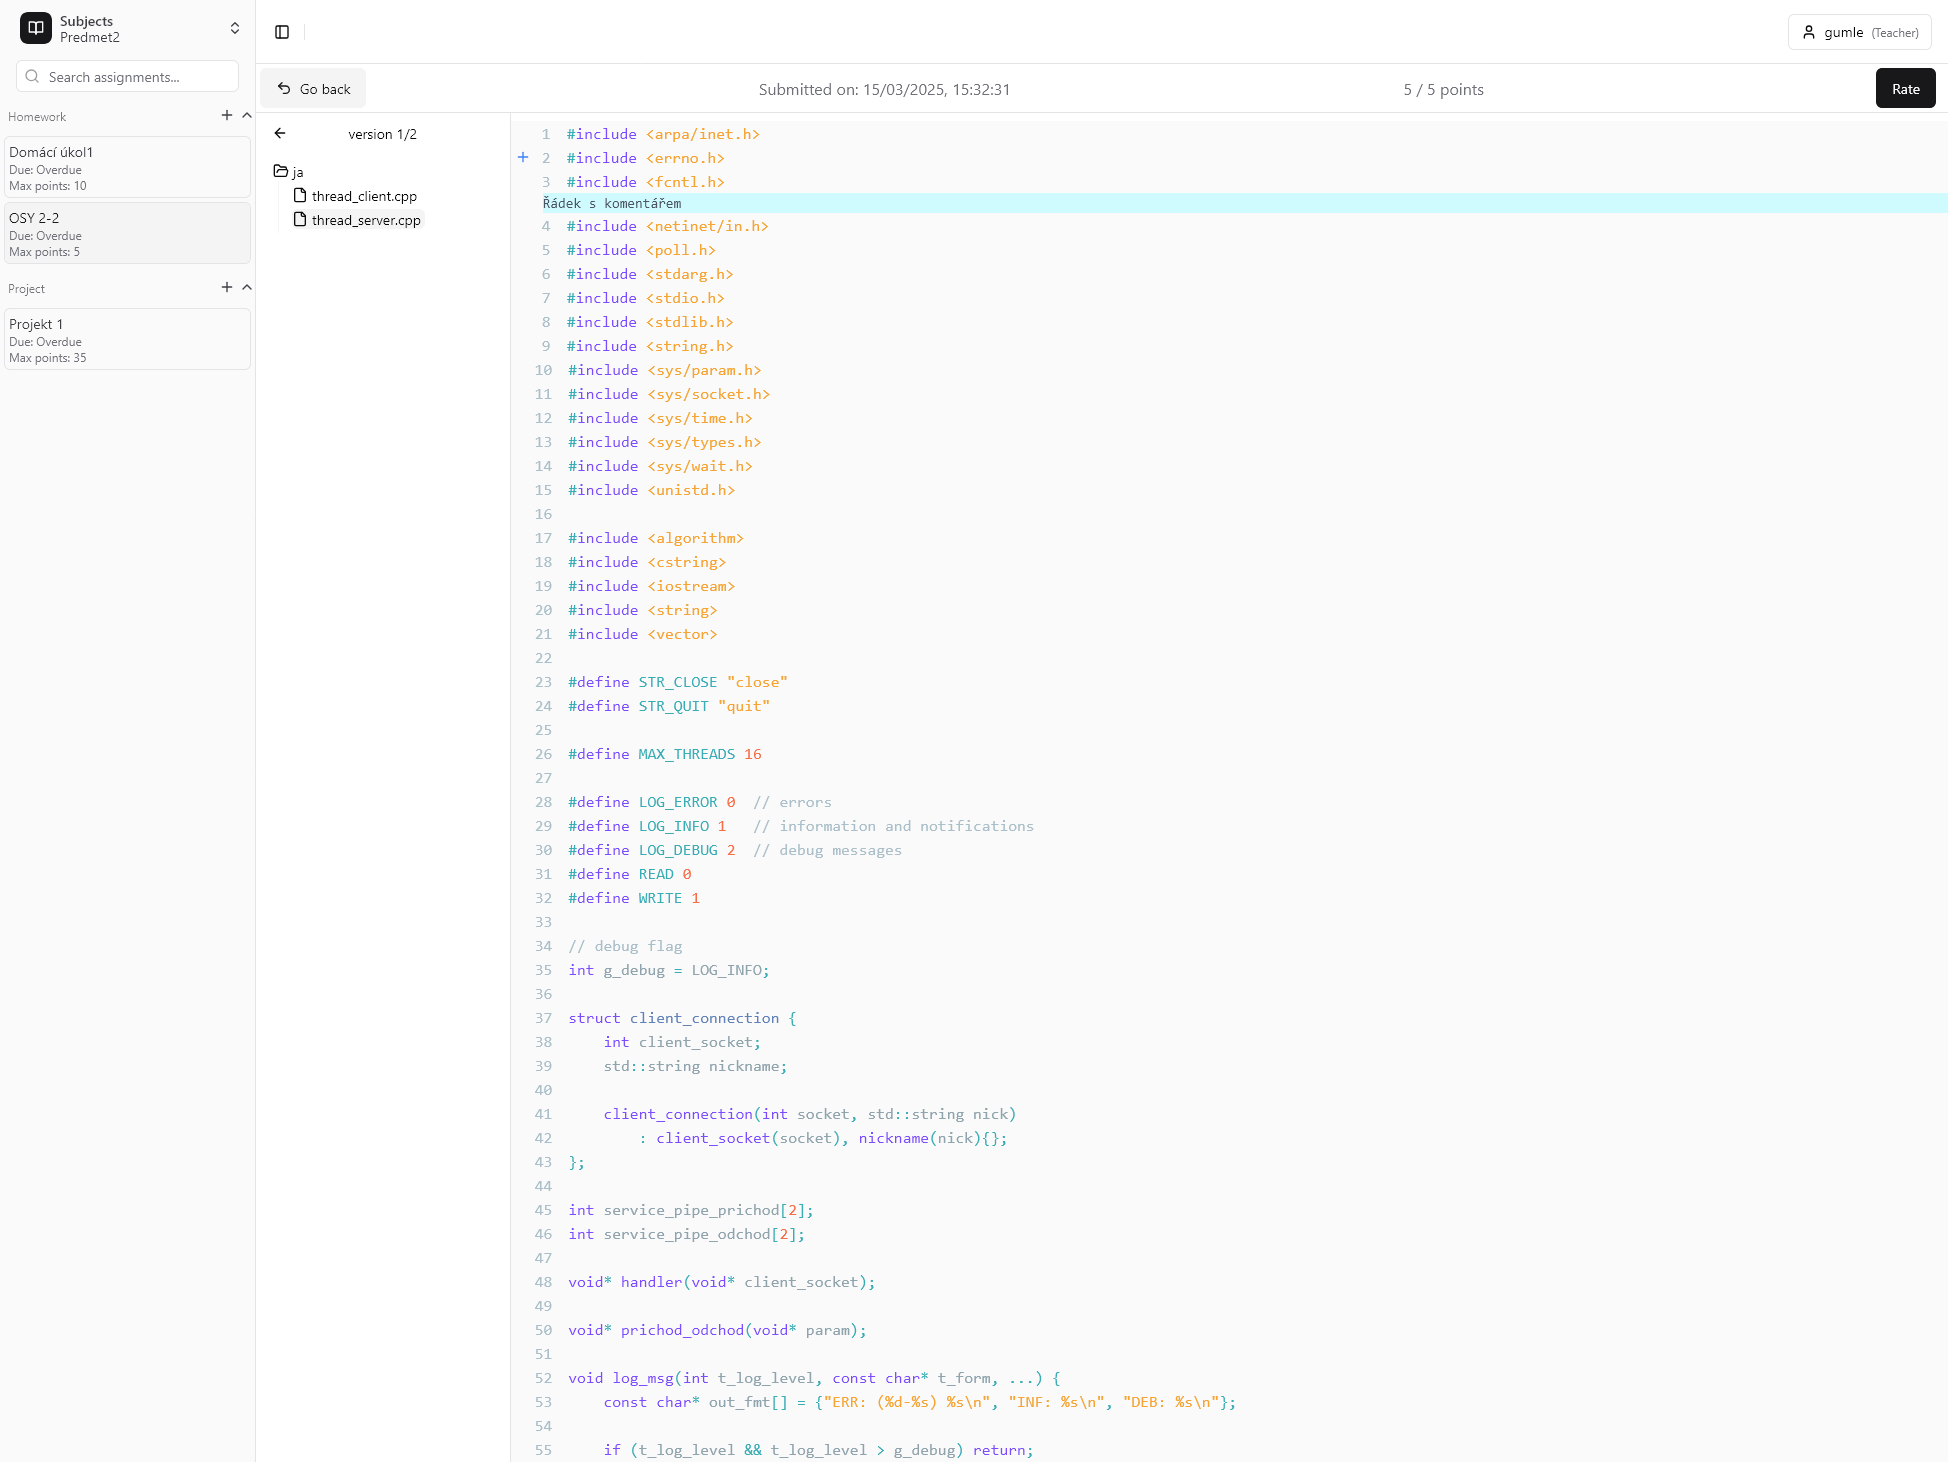 Subjects
Predmet2
Search assignments...
Homework
Domácí úkol1
Due: Overdue
Max points: 10
OSY 2-2
Due: Overdue
Max points: 5
Project
Projekt 1
Due: Overdue
Max points: 35
gumle (Teacher)
Go back
Submitted on: 15/03/2025, 15:32:31
5 / 5 points
Rate
version 1/2
ja
thread_client.cpp
thread_server.cpp
1 #include <arpa/inet.h>
+ 2 #include <errno.h>
3 #include <fcntl.h>
Řádek s komentářem
4 #include <netinet/in.h>
5 #include <poll.h>
6 #include <stdarg.h>
7 #include <stdio.h>
8 #include <stdlib.h>
9 #include <string.h>
10 #include <sys/param.h>
11 #include <sys/socket.h>
12 #include <sys/time.h>
13 #include <sys/types.h>
14 #include <sys/wait.h>
15 #include <unistd.h>
16
17 #include <algorithm>
18 #include <cstring>
19 #include <iostream>
20 #include <string>
21 #include <vector>
22
23 #define STR_CLOSE "close"
24 #define STR_QUIT "quit"
25
26 #define MAX_THREADS 16
27
28 #define LOG_ERROR 0  // errors
29 #define LOG_INFO 1   // information and notifications
30 #define LOG_DEBUG 2  // debug messages
31 #define READ 0
32 #define WRITE 1
33
34 // debug flag
35 int g_debug = LOG_INFO;
36
37 struct client_connection {
38     int client_socket;
39     std::string nickname;
40
41     client_connection(int socket, std::string nick)
42         : client_socket(socket), nickname(nick){};
43 };
44
45 int service_pipe_prichod[2];
46 int service_pipe_odchod[2];
47
48 void* handler(void* client_socket);
49
50 void* prichod_odchod(void* param);
51
52 void log_msg(int t_log_level, const char* t_form, ...) {
53     const char* out_fmt[] = {"ERR: (%d-%s) %s\n", "INF: %s\n", "DEB: %s\n"};
54
55     if (t_log_level && t_log_level > g_debug) return;